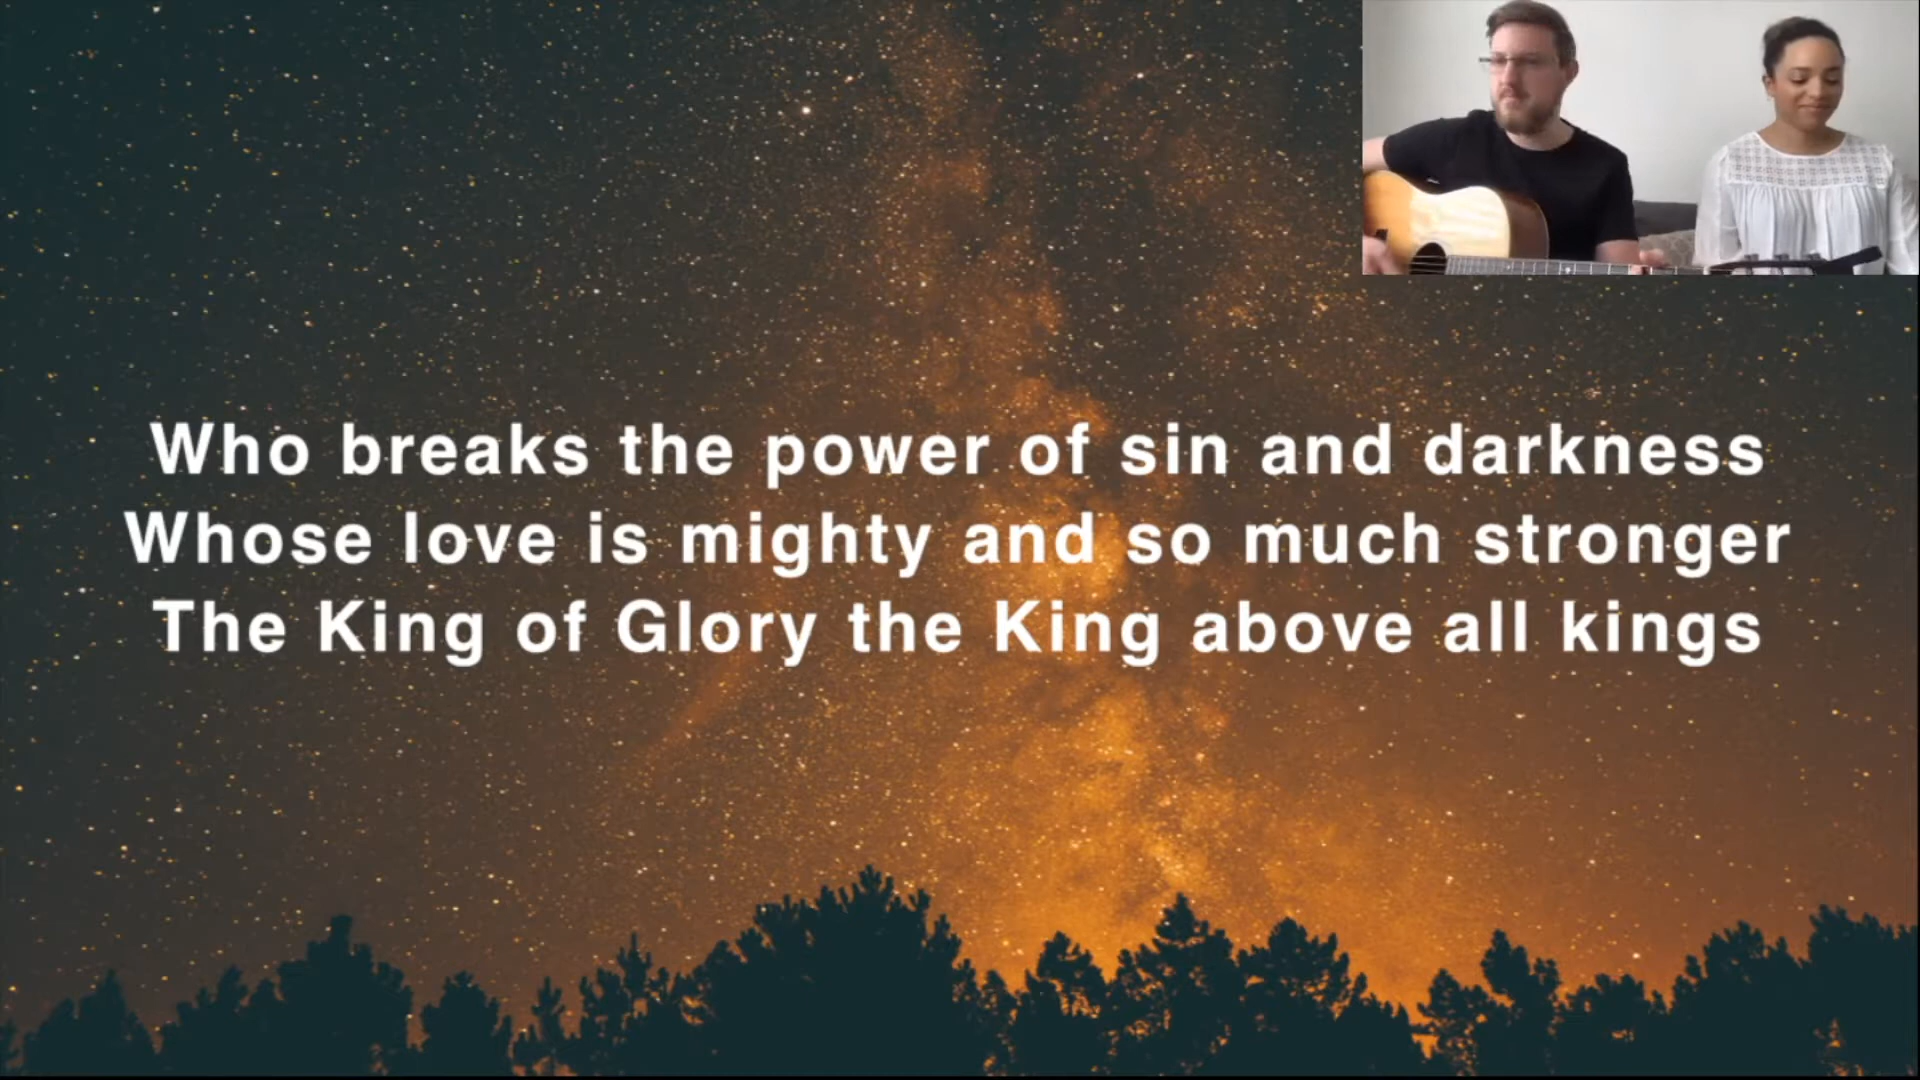 Who breaks the power of sin and darkness
Whose love is mighty and so much stronger
The King of Glory the King above all kings